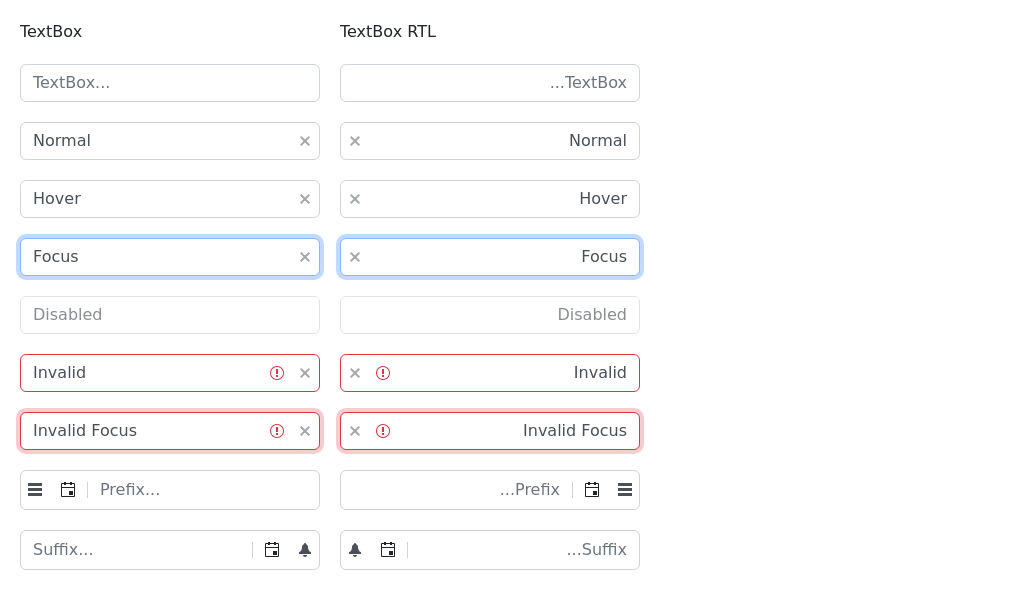 TextBox
TextBox RTL
TextBox...
...TextBox
Normal
Normal
Hover
Hover
Focus
Focus
Disabled
Disabled
Invalid
Invalid
Invalid Focus
Invalid Focus
Prefix...
...Prefix
Suffix...
...Suffix